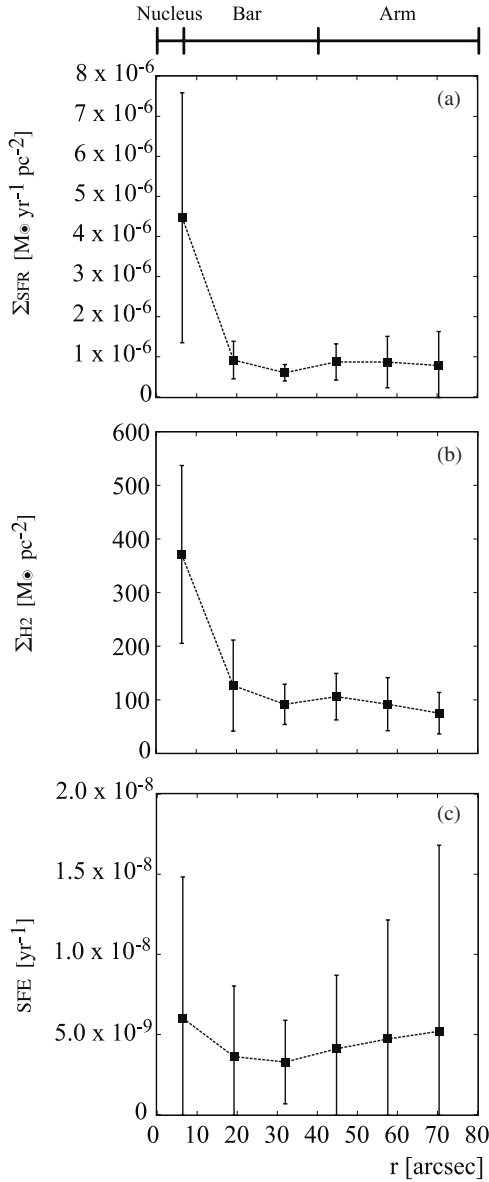 Nucleus Bar Arm
(a)
8 x 10-6
7 x 10-6
6 x 10-6
5 x 10-6
4 x 10-6
3 x 10-6
2 x 10-6
1 x 10-6
0
ΣSFR [M⊙ yr-1 pc-2]
(b)
600
500
400
300
200
100
0
ΣH2 [M⊙ pc-2]
(c)
2.0 x 10-8
1.5 x 10-8
1.0 x 10-8
5.0 x 10-9
0
SFE [yr-1]
0 10 20 30 40 50 60 70 80
r [arcsec]